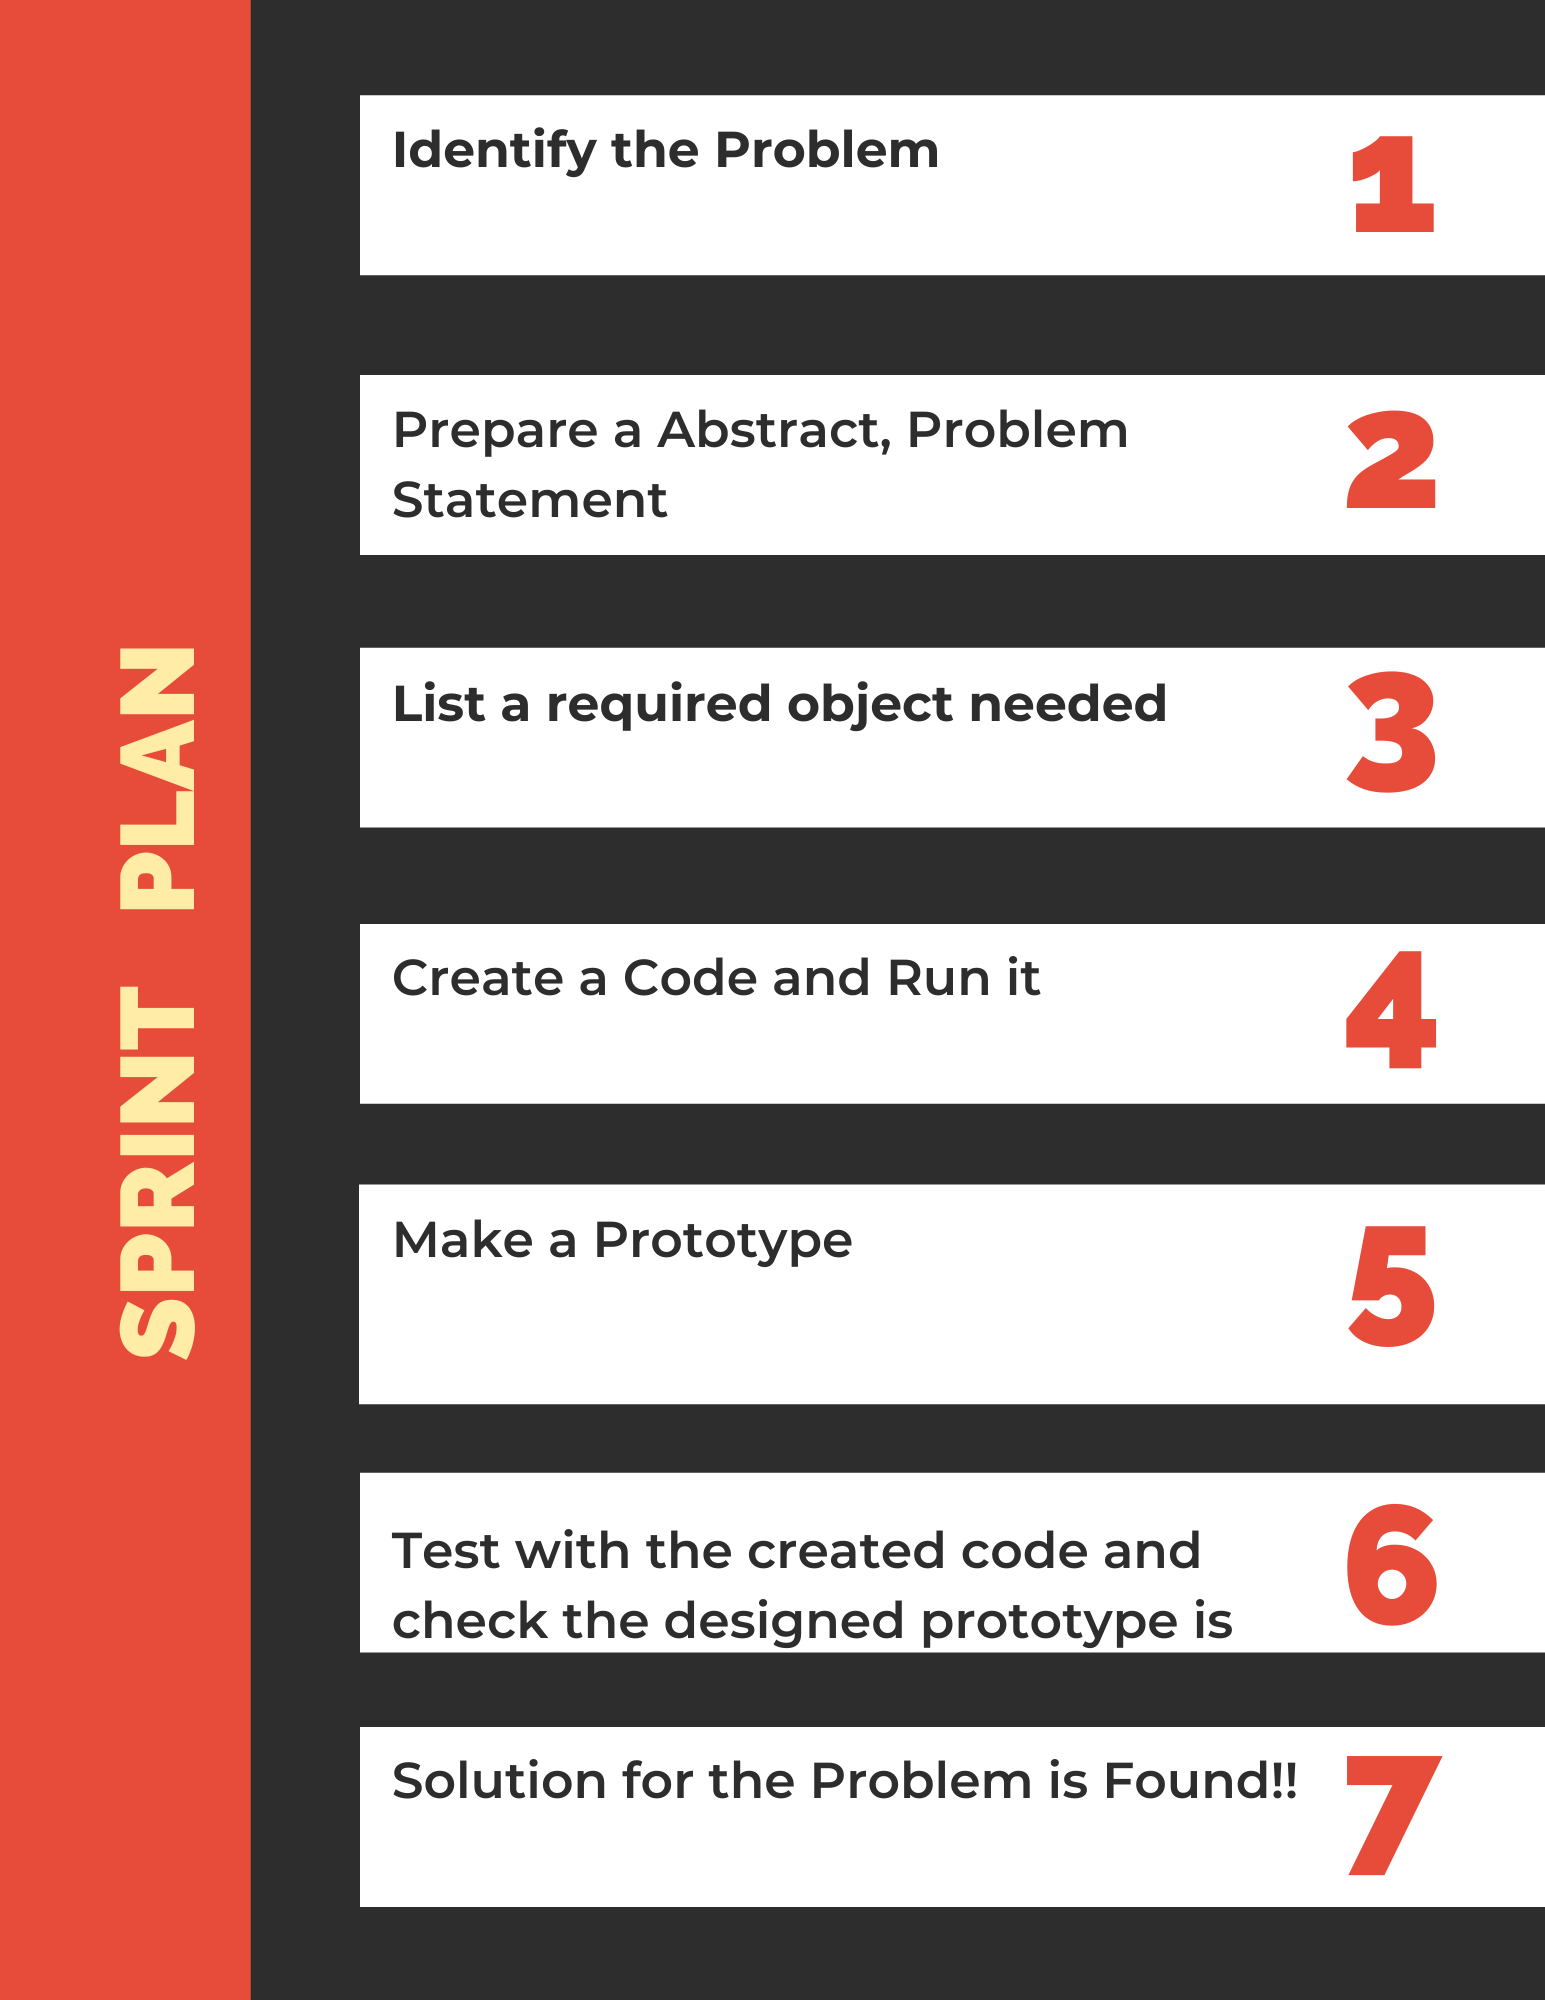 SPRINT PLAN
Identify the Problem
1
Prepare a Abstract, Problem
Statement
2
List a required object needed
3
Create a Code and Run it
4
Make a Prototype
5
Test with the created code and
check the designed prototype is
6
Solution for the Problem is Found!!
7